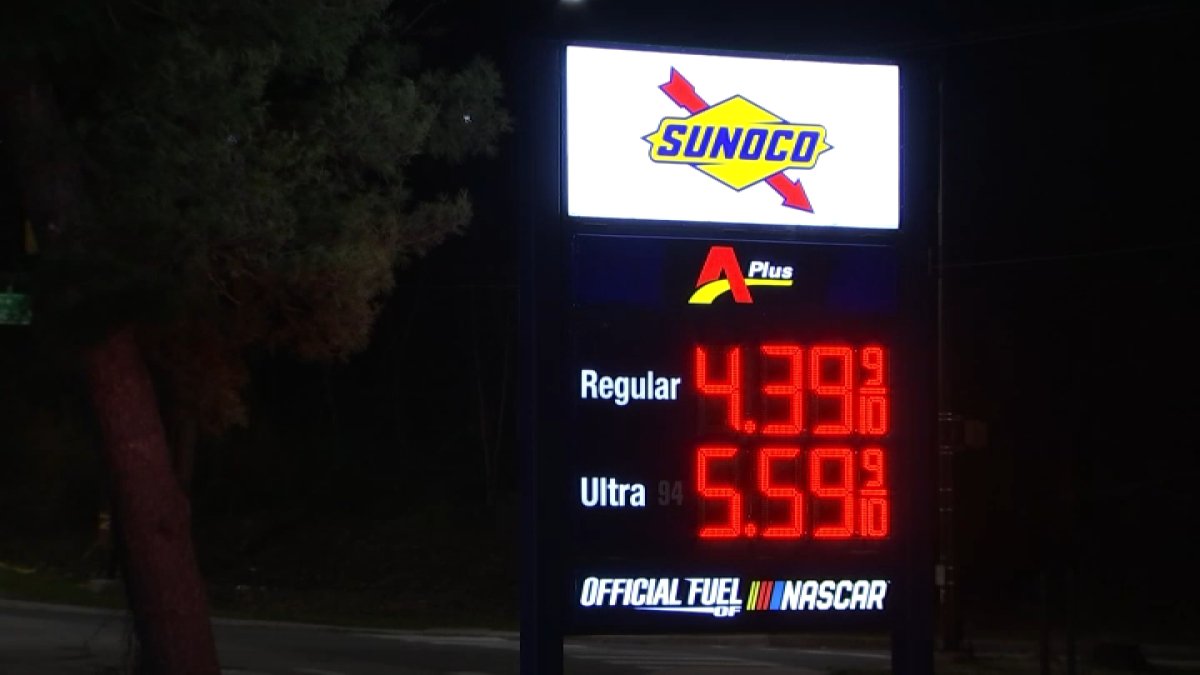 SUNOCO
A Plus
Regular 4.39 9/10
Ultra 94 5.59 9/10
OFFICIAL FUEL OF NASCAR